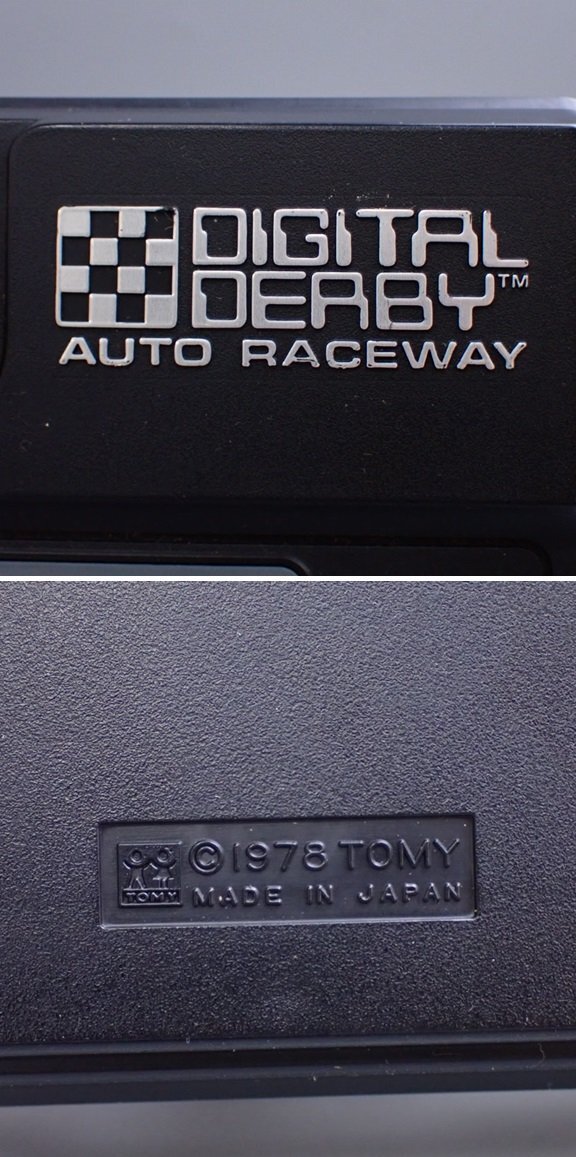 DIGITAL
DERBY™
AUTO RACEWAY
©1978 TOMY
TOMY
MADE IN JAPAN